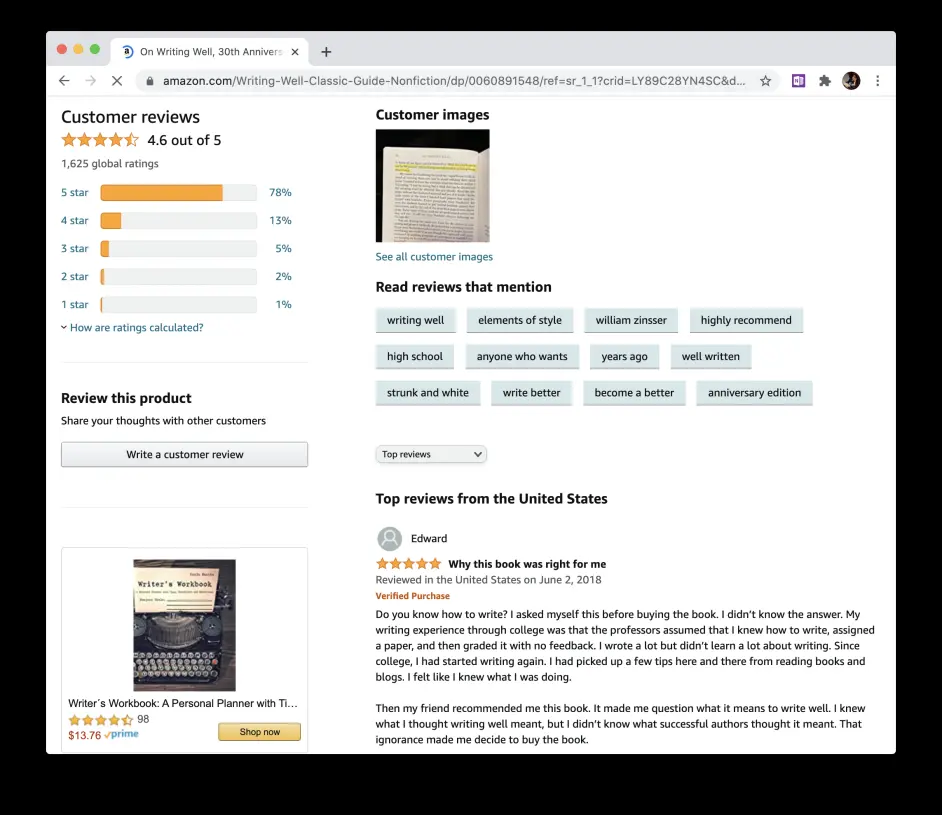 On Writing Well, 30th Annivers
amazon.com/Writing-Well-Classic-Guide-Nonfiction/dp/0060891548/ref=sr_1_1?crid=LY89C28YN4SC&d...
Customer reviews
4.6 out of 5
1,625 global ratings
5 star 78%
4 star 13%
3 star 5%
2 star 2%
1 star 1%
How are ratings calculated?
Review this product
Share your thoughts with other customers
Write a customer review
Writer's Workbook
Writer´s Workbook: A Personal Planner with Ti...
98
$13.76 prime
Shop now
Customer images
See all customer images
Read reviews that mention
writing well elements of style william zinsser highly recommend
high school anyone who wants years ago well written
strunk and white write better become a better anniversary edition
Top reviews
Top reviews from the United States
Edward
Why this book was right for me
Reviewed in the United States on June 2, 2018
Verified Purchase
Do you know how to write? I asked myself this before buying the book. I didn't know the answer. My
writing experience through college was that the professors assumed that I knew how to write, assigned
a paper, and then graded it with no feedback. I wrote a lot but didn't learn a lot about writing. Since
college, I had started writing again. I had picked up a few tips here and there from reading books and
blogs. I felt like I knew what I was doing.
Then my friend recommended me this book. It made me question what it means to write well. I knew
what I thought writing well meant, but I didn't know what successful authors thought it meant. That
ignorance made me decide to buy the book.